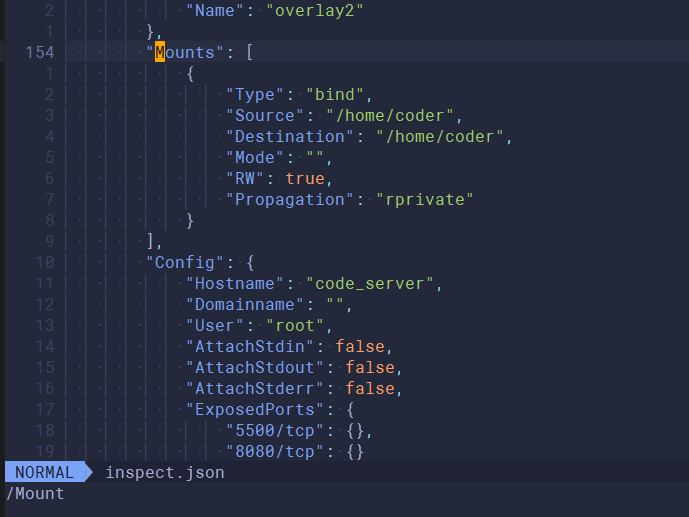 2 "Name": "overlay2"
1 },
154 "Mounts": [
1 {
2 "Type": "bind",
3 "Source": "/home/coder",
4 "Destination": "/home/coder",
5 "Mode": "",
6 "RW": true,
7 "Propagation": "rprivate"
8 }
9 ],
10 "Config": {
11 "Hostname": "code_server",
12 "Domainname": "",
13 "User": "root",
14 "AttachStdin": false,
15 "AttachStdout": false,
16 "AttachStderr": false,
17 "ExposedPorts": {
18 "5500/tcp": {},
19 "8080/tcp": {}
NORMAL inspect.json
/Mount